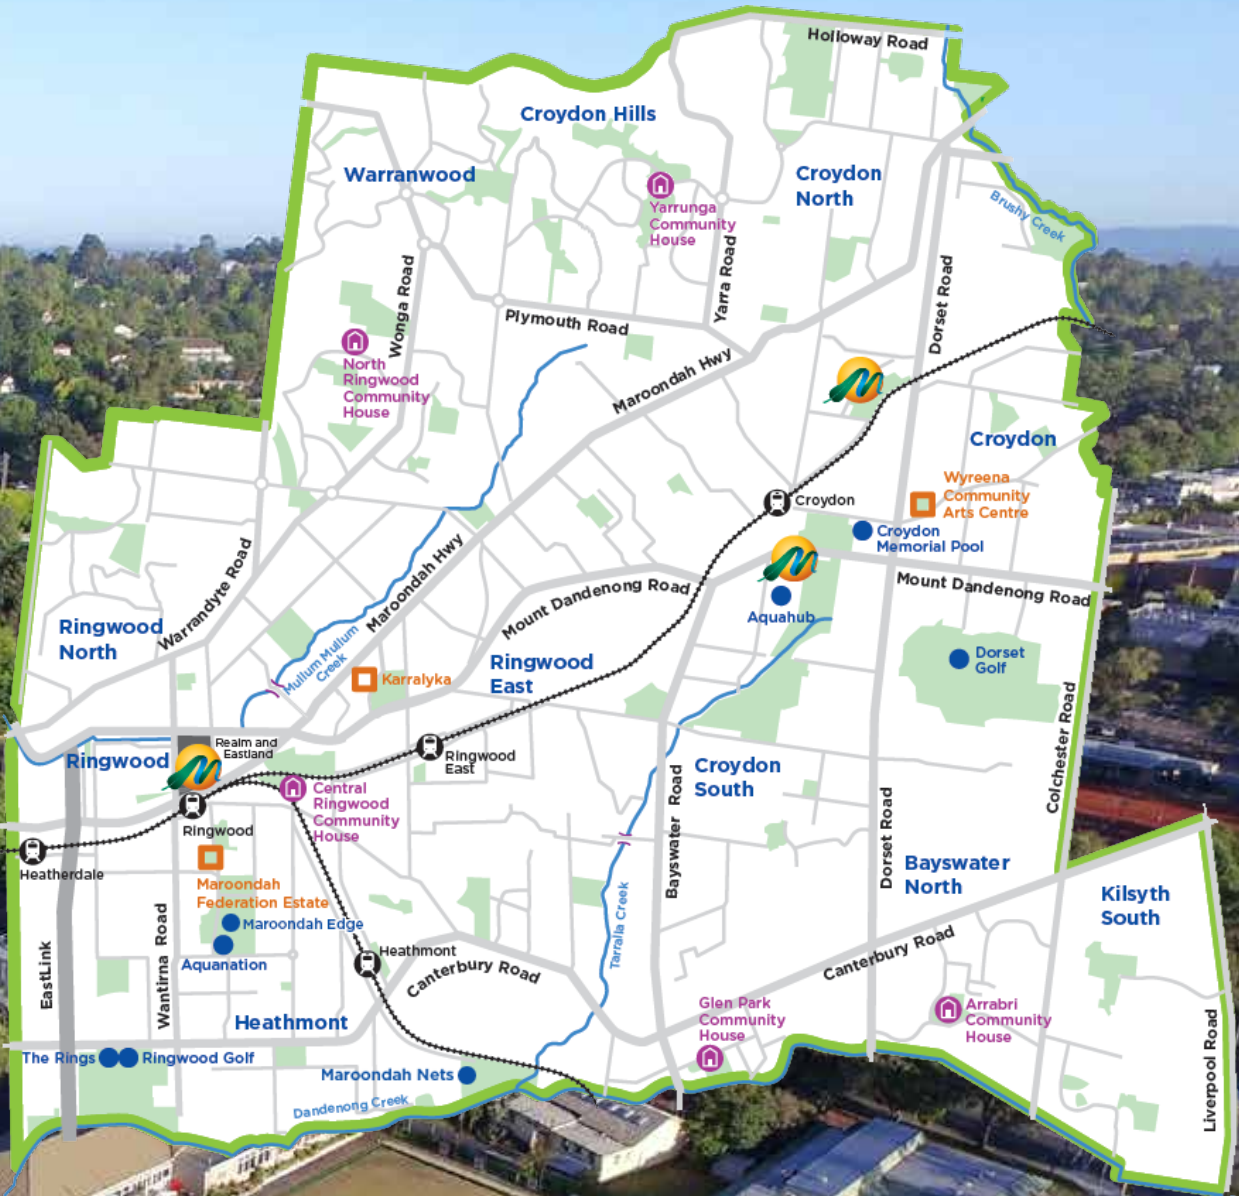 Holloway Road
Croydon Hills
Warranwood
Croydon
North
Yarrunga
Community
House
Brushy Creek
Wonga Road
Yarra Road
Dorset Road
Plymouth Road
North
Ringwood
Community
House
Maroondah Hwy
Croydon
Wyreena
Community
Arts Centre
Croydon
Croydon
Memorial Pool
Warrandyte Road
Maroondah Hwy
Mount Dandenong Road
Mount Dandenong Road
Aquahub
Ringwood
North
Mullum Mullum
Creek
Ringwood
East
Karralyka
Dorset
Golf
Colchester Road
Realm and
Eastland
Ringwood
Ringwood
East
Croydon
South
Central
Ringwood
Community
House
Bayswater Road
Dorset Road
Ringwood
Heatherdale
Maroondah
Federation Estate
Bayswater
North
Kilsyth
South
Maroondah Edge
Aquanation
Wantirna Road
EastLink
Heathmont
Canterbury Road
Tarralla Creek
Canterbury Road
Glen Park
Community
House
Arrabri
Community
House
Heathmont
The Rings
Ringwood Golf
Maroondah Nets
Dandenong Creek
Liverpool Road